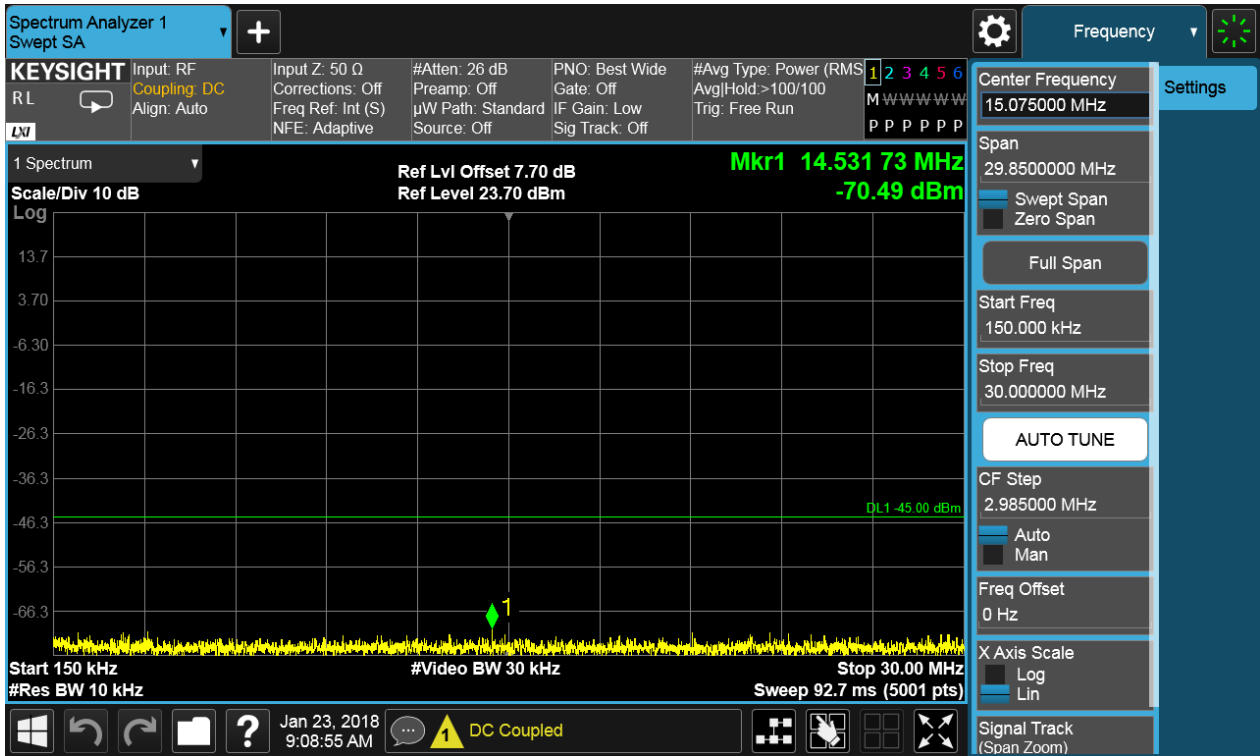 Spectrum Analyzer 1
Swept SA
+
Frequency
KEYSIGHT
RL
LXI
Input: RF
Coupling: DC
Align: Auto
Input Z: 50 Ω
Corrections: Off
Freq Ref: Int (S)
NFE: Adaptive
#Atten: 26 dB
Preamp: Off
µW Path: Standard
Source: Off
PNO: Best Wide
Gate: Off
IF Gain: Low
Sig Track: Off
#Avg Type: Power (RMS
Avg|Hold:>100/100
Trig: Free Run
1 2 3 4 5 6
M W W W W W
P P P P P P
1 Spectrum
Scale/Div 10 dB
Log
Ref Lvl Offset 7.70 dB
Ref Level 23.70 dBm
Mkr1 14.531 73 MHz
-70.49 dBm
13.7
3.70
-6.30
-16.3
-26.3
-36.3
-46.3
-56.3
-66.3
DL1 -45.00 dBm
1
Start 150 kHz
#Res BW 10 kHz
#Video BW 30 kHz
Stop 30.00 MHz
Sweep 92.7 ms (5001 pts)
Center Frequency
15.075000 MHz
Span
29.8500000 MHz
Swept Span
Zero Span
Full Span
Start Freq
150.000 kHz
Stop Freq
30.000000 MHz
AUTO TUNE
CF Step
2.985000 MHz
Auto
Man
Freq Offset
0 Hz
X Axis Scale
Log
Lin
Signal Track
(Span Zoom)
Settings
?
Jan 23, 2018
9:08:55 AM
1
DC Coupled